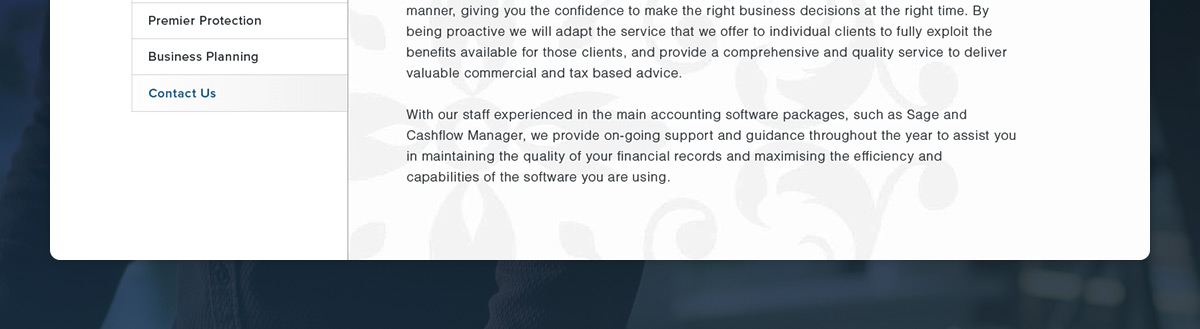 Premier Protection
Business Planning
Contact Us
manner, giving you the confidence to make the right business decisions at the right time. By
being proactive we will adapt the service that we offer to individual clients to fully exploit the
benefits available for those clients, and provide a comprehensive and quality service to deliver
valuable commercial and tax based advice.
With our staff experienced in the main accounting software packages, such as Sage and
Cashflow Manager, we provide on-going support and guidance throughout the year to assist you
in maintaining the quality of your financial records and maximising the efficiency and
capabilities of the software you are using.